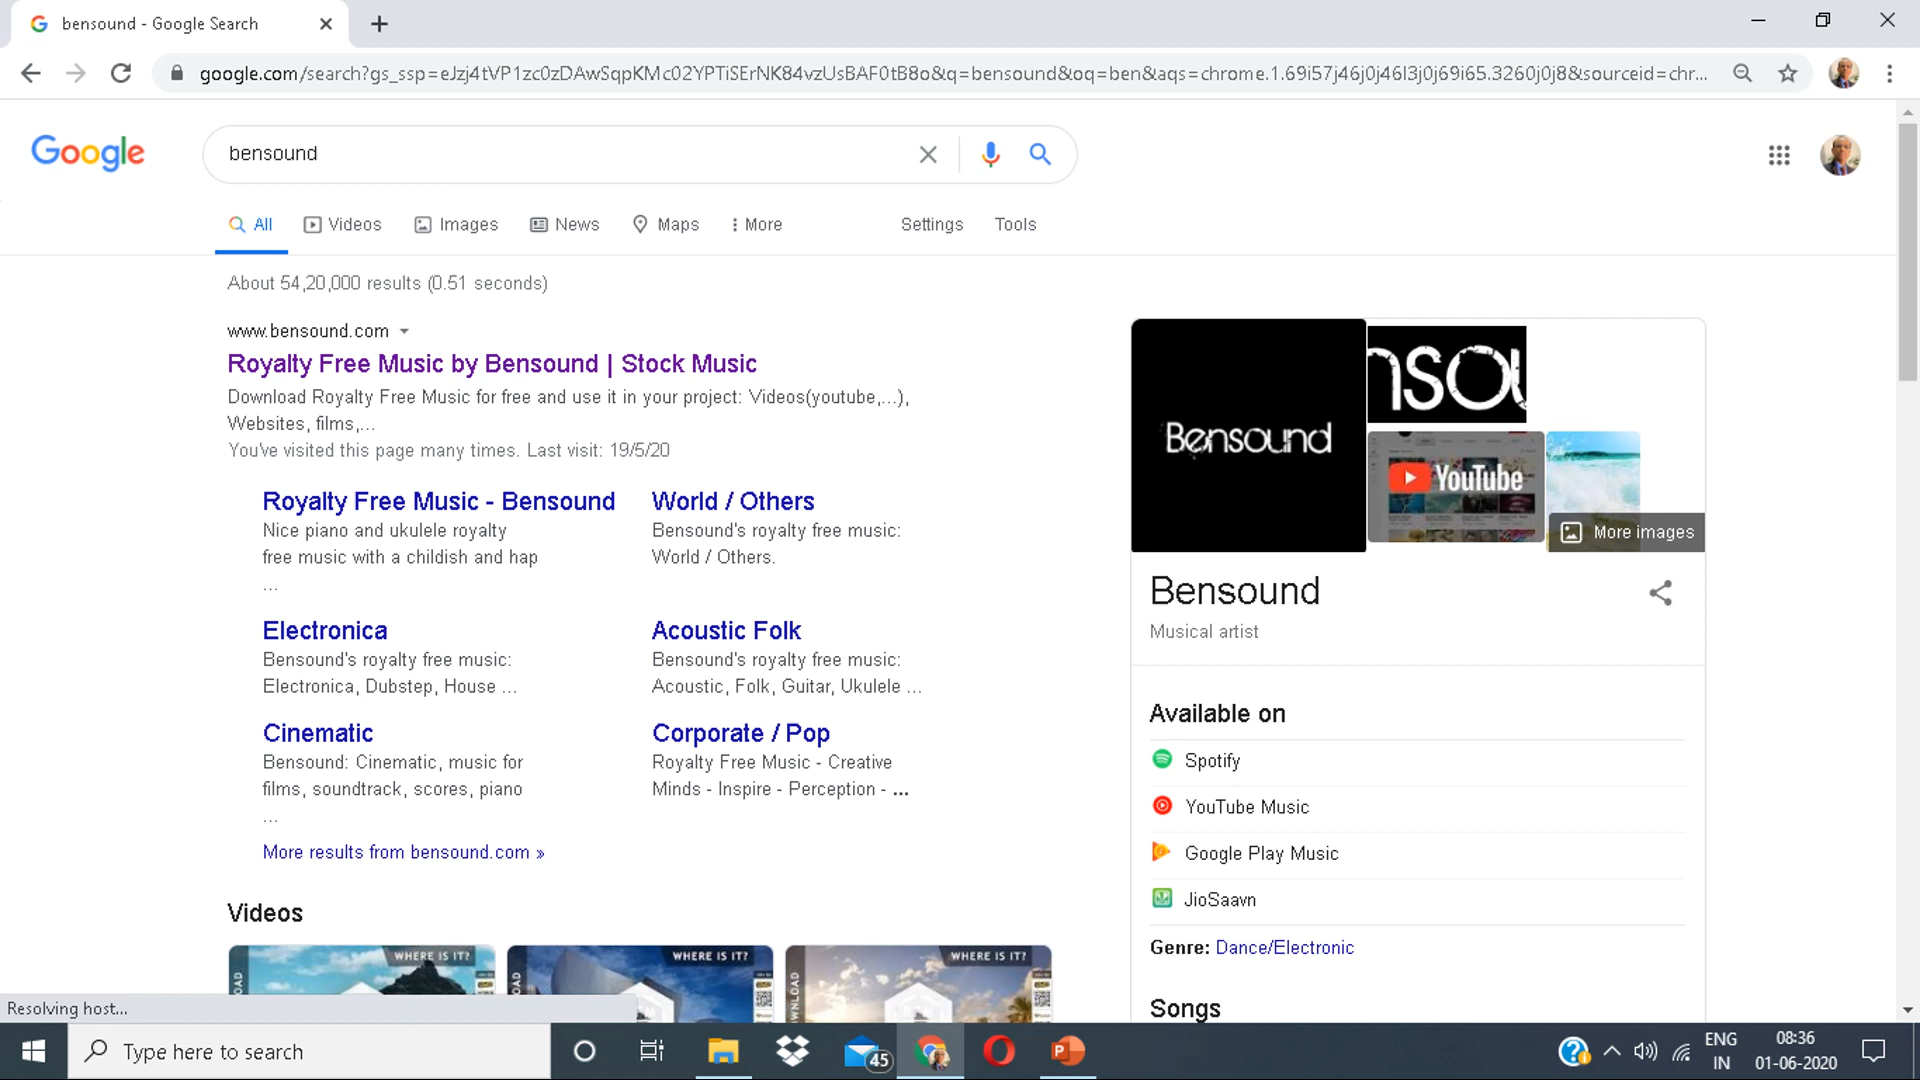 bensound - Google Search
google.com/search?gs_ssp=eJzj4tVP1zc0zDAwSqpKMc02YPTiSErNK84vzUsBAF0tB8o&q=bensound&oq=ben&aqs=chrome.1.69i57j46j0j46l3j0j69i65.3260j0j8&sourceid=chr...
Google
bensound
All Videos Images News Maps More Settings Tools
About 54,20,000 results (0.51 seconds)
www.bensound.com
Royalty Free Music by Bensound | Stock Music
Download Royalty Free Music for free and use it in your project: Videos(youtube,...),
Websites, films,...
You've visited this page many times. Last visit: 19/5/20
Royalty Free Music - Bensound
Nice piano and ukulele royalty
free music with a childish and hap
...
World / Others
Bensound's royalty free music:
World / Others.
Electronica
Bensound's royalty free music:
Electronica, Dubstep, House ...
Acoustic Folk
Bensound's royalty free music:
Acoustic, Folk, Guitar, Ukulele ...
Cinematic
Bensound: Cinematic, music for
films, soundtrack, scores, piano
...
Corporate / Pop
Royalty Free Music - Creative
Minds - Inspire - Perception - ...
More results from bensound.com »
Videos
WHERE IS IT?
WHERE IS IT?
WHERE IS IT?
Bensound
nsou
YouTube
More images
Bensound
Musical artist
Available on
Spotify
YouTube Music
Google Play Music
JioSaavn
Genre: Dance/Electronic
Songs
Resolving host...
Type here to search
45
ENG
IN
08:36
01-06-2020